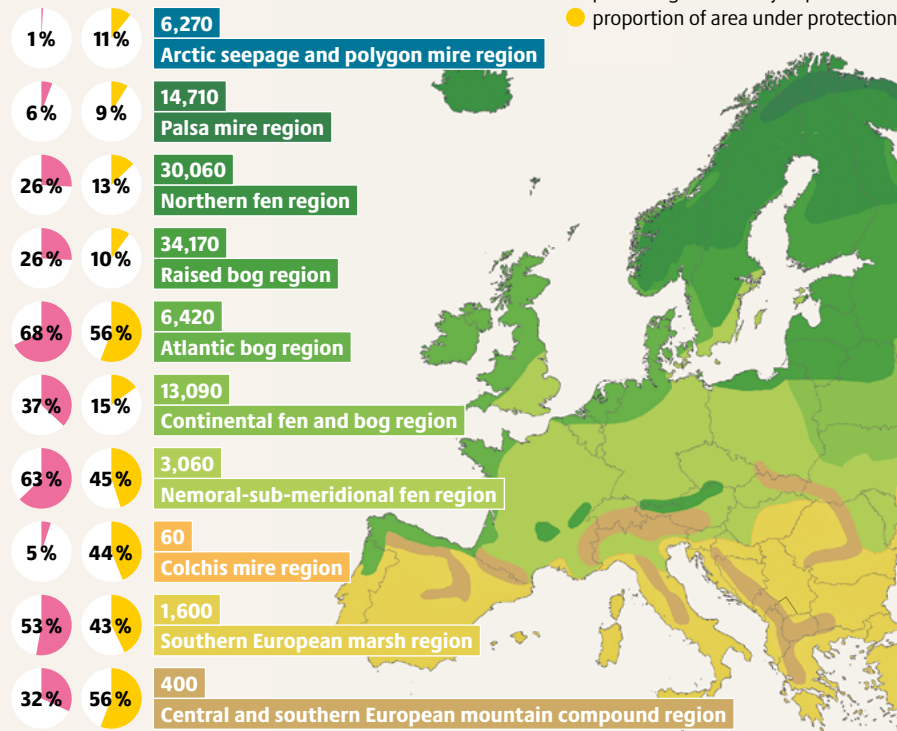 proportion of area under protection
1 %
11 %
6,270
Arctic seepage and polygon mire region
6 %
9 %
14,710
Palsa mire region
26 %
13 %
30,060
Northern fen region
26 %
10 %
34,170
Raised bog region
68 %
56 %
6,420
Atlantic bog region
37 %
15 %
13,090
Continental fen and bog region
63 %
45 %
3,060
Nemoral-sub-meridional fen region
5 %
44 %
60
Colchis mire region
53 %
43 %
1,600
Southern European marsh region
32 %
56 %
400
Central and southern European mountain compound region